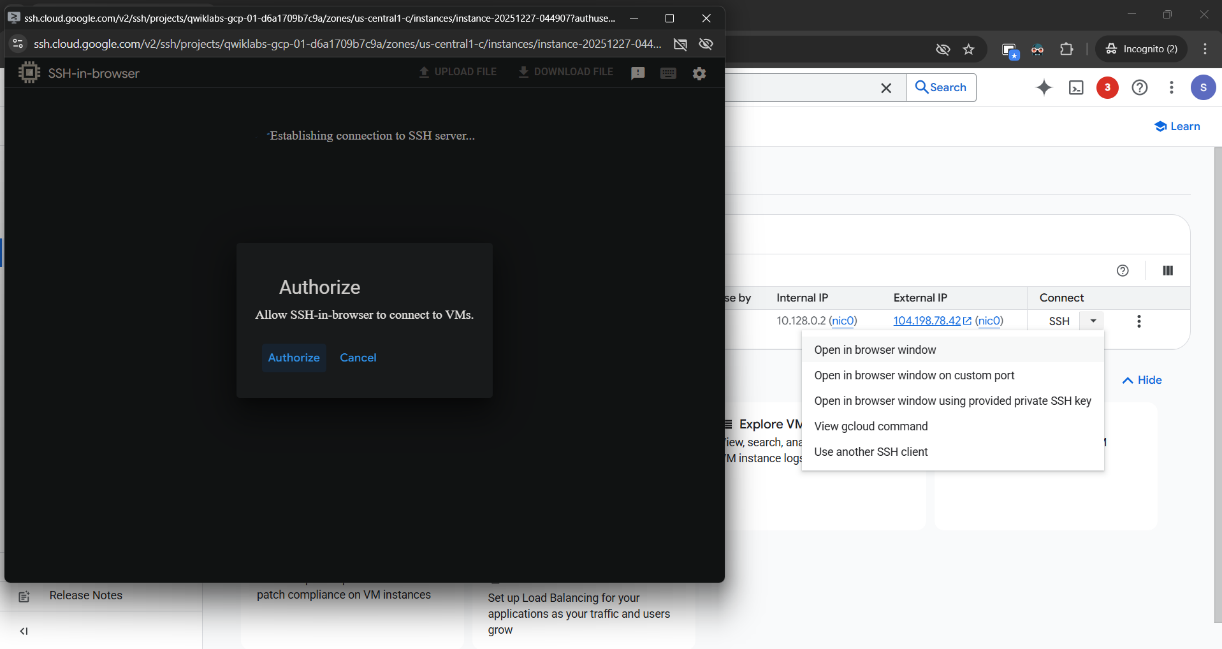 ssh.cloud.google.com/v2/ssh/projects/qwiklabs-gcp-01-d6a1709b7c9a/zones/us-central1-c/instances/instance-20251227-044907?authuse...
ssh.cloud.google.com/v2/ssh/projects/qwiklabs-gcp-01-d6a1709b7c9a/zones/us-central1-c/instances/instance-20251227-044...
Incognito (2)
SSH-in-browser
UPLOAD FILE
DOWNLOAD FILE
Search
3
S
Learn
Establishing connection to SSH server...
Authorize
Allow SSH-in-browser to connect to VMs.
Authorize
Cancel
se by
Internal IP
External IP
Connect
10.128.0.2 (nic0)
104.198.78.42 (nic0)
SSH
Open in browser window
Open in browser window on custom port
Open in browser window using provided private SSH key
View gcloud command
Use another SSH client
Hide
Explore VM
iew, search, ana
VM instance logs
Release Notes
patch compliance on VM instances
Set up Load Balancing for your
applications as your traffic and users
grow